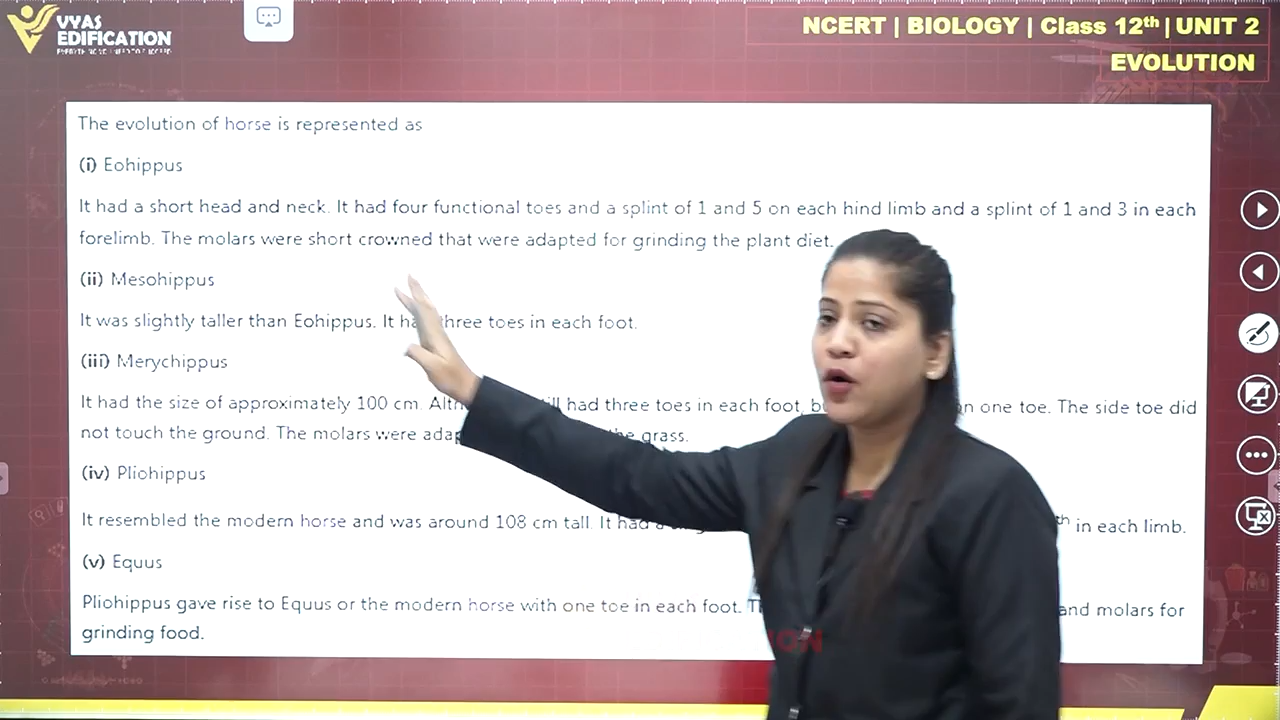 VYAS
EDIFICATION
NCERT | BIOLOGY | Class 12th | UNIT 2
EVOLUTION
The evolution of horse is represented as
(i) Eohippus
It had a short head and neck. It had four functional toes and a splint of 1 and 5 on each hind limb and a splint of 1 and 3 in each
forelimb. The molars were short crowned that were adapted for grinding the plant diet.
(ii) Mesohippus
It was slightly taller than Eohippus. It had three toes in each foot.
(iii) Merychippus
It had the size of approximately 100 cm. had three toes in each foot, on one toe. The side toe did
not touch the ground. The molars were the grass.
(iv) Pliohippus
It resembled the modern horse and was around 108 cm tall. It had a in each limb.
(v) Equus
Pliohippus gave rise to Equus or the modern horse with one toe in each foot. and molars for
grinding food.